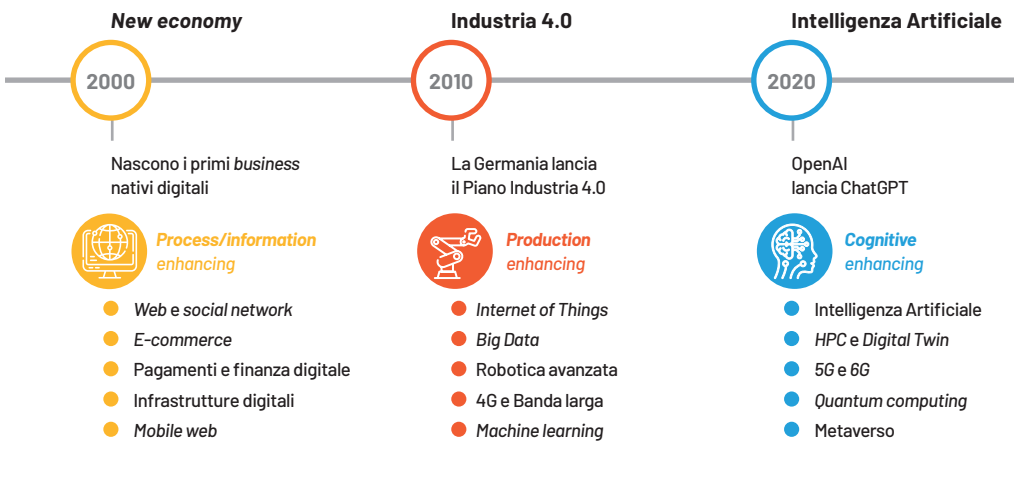 New economy
2000
Nascono i primi business
nativi digitali
Process/information
enhancing
Web e social network
E-commerce
Pagamenti e finanza digitale
Infrastrutture digitali
Mobile web
Industria 4.0
2010
La Germania lancia
il Piano Industria 4.0
Production
enhancing
Internet of Things
Big Data
Robotica avanzata
4G e Banda larga
Machine learning
Intelligenza Artificiale
2020
OpenAI
lancia ChatGPT
Cognitive
enhancing
Intelligenza Artificiale
HPC e Digital Twin
5G e 6G
Quantum computing
Metaverso